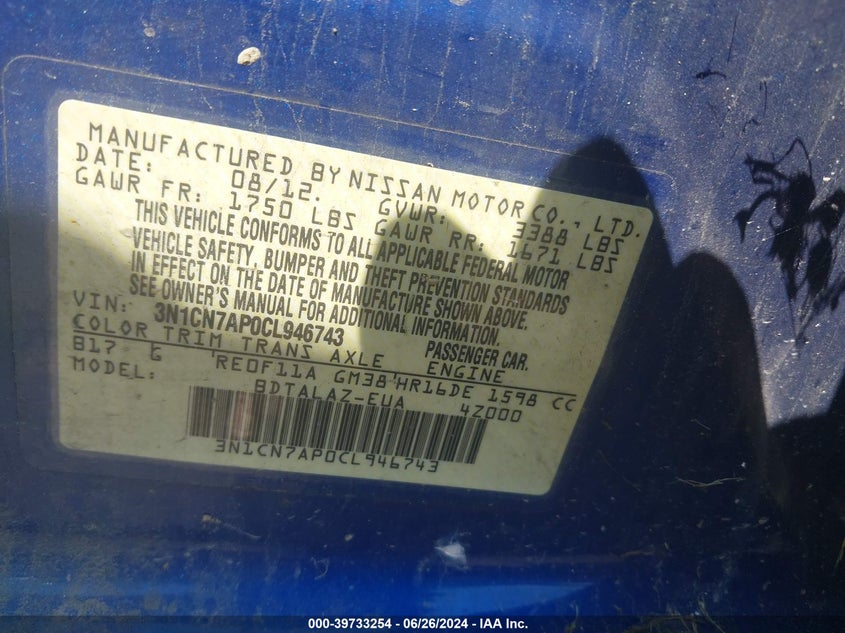 MANUFACTURED BY NISSAN MOTOR CO., LTD.
DATE: 08/12. GVWR: 3388 LBS
GAWR FR: 1750 LBS GAWR RR: 1671 LBS
THIS VEHICLE CONFORMS TO ALL APPLICABLE FEDERAL MOTOR
VEHICLE SAFETY, BUMPER AND THEFT PREVENTION STANDARDS
IN EFFECT ON THE DATE OF MANUFACTURE SHOWN ABOVE.
SEE OWNER'S MANUAL FOR ADDITIONAL INFORMATION.
VIN: 3N1CN7AP0CL946743 PASSENGER CAR.
COLOR TRIM TRANS AXLE ENGINE
B17 G RE0F11A GM38 HR16DE 1598 CC
MODEL: BDTALAZ-EUA 4Z000
3N1CN7AP0CL946743
000-39733254 - 06/26/2024 - IAA Inc.